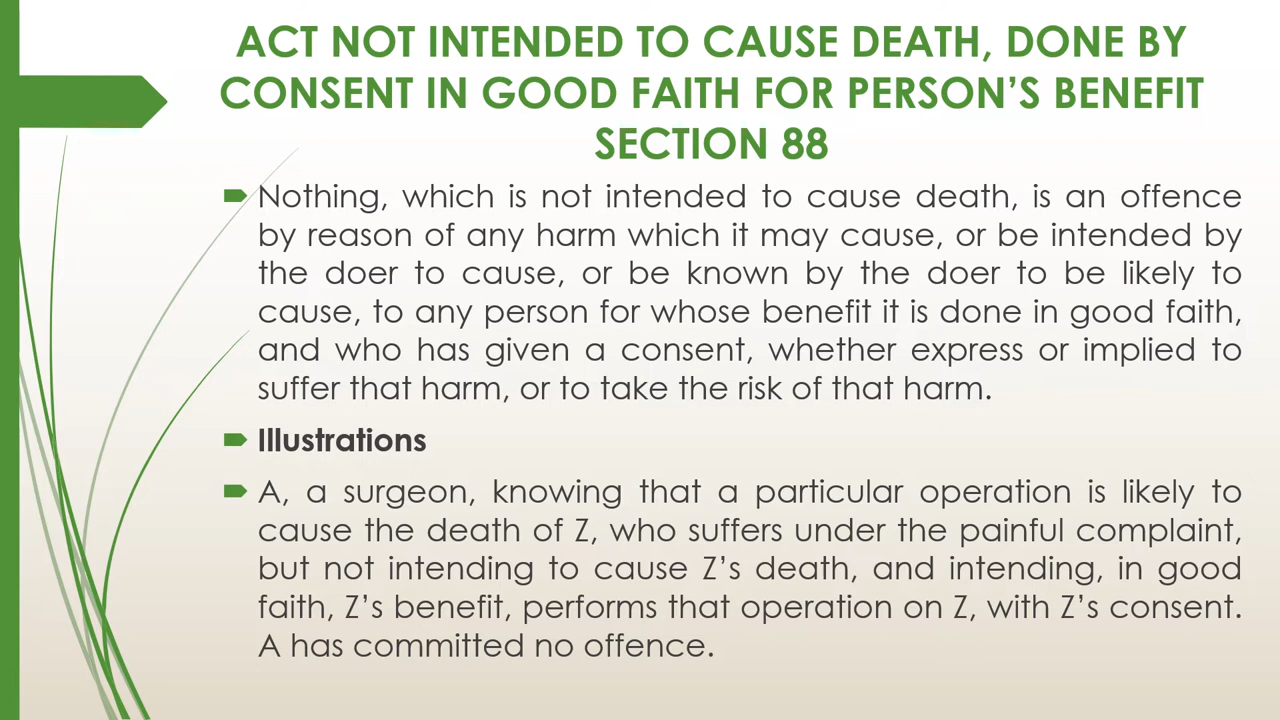 ACT NOT INTENDED TO CAUSE DEATH, DONE BY
CONSENT IN GOOD FAITH FOR PERSON’S BENEFIT
SECTION 88
Nothing, which is not intended to cause death, is an offence
by reason of any harm which it may cause, or be intended by
the doer to cause, or be known by the doer to be likely to
cause, to any person for whose benefit it is done in good faith,
and who has given a consent, whether express or implied to
suffer that harm, or to take the risk of that harm.
Illustrations
A, a surgeon, knowing that a particular operation is likely to
cause the death of Z, who suffers under the painful complaint,
but not intending to cause Z’s death, and intending, in good
faith, Z’s benefit, performs that operation on Z, with Z’s consent.
A has committed no offence.